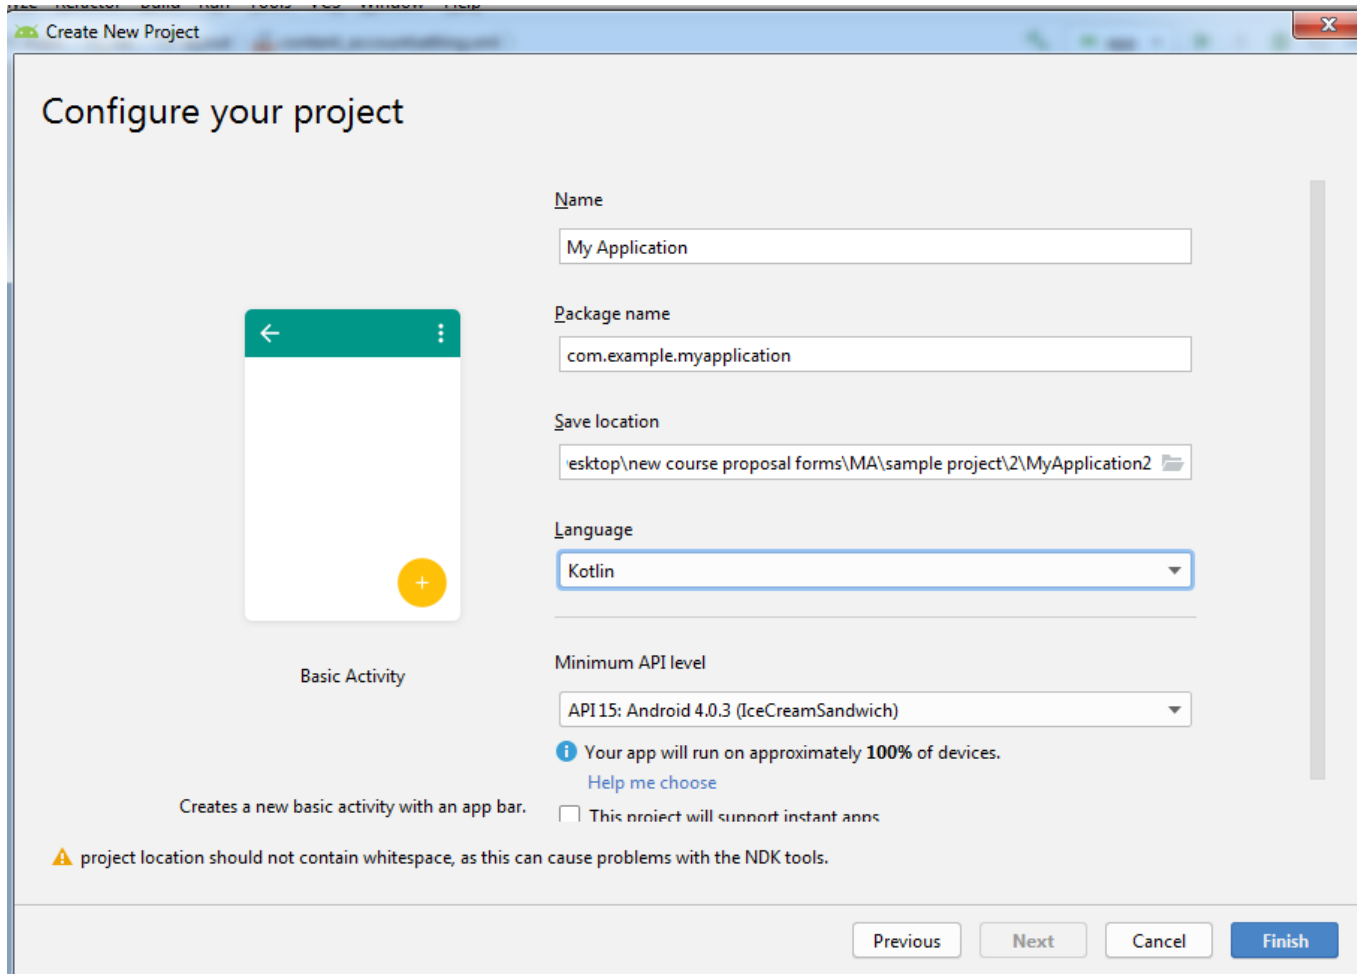 Create New Project
Configure your project
Name
My Application
Package name
com.example.myapplication
Save location
esktop\new course proposal forms\MA\sample project\2\MyApplication2
Language
Kotlin
Basic Activity
Minimum API level
API 15: Android 4.0.3 (IceCreamSandwich)
Your app will run on approximately 100% of devices.
Help me choose
Creates a new basic activity with an app bar.
This project will support instant apps
project location should not contain whitespace, as this can cause problems with the NDK tools.
Previous
Next
Cancel
Finish